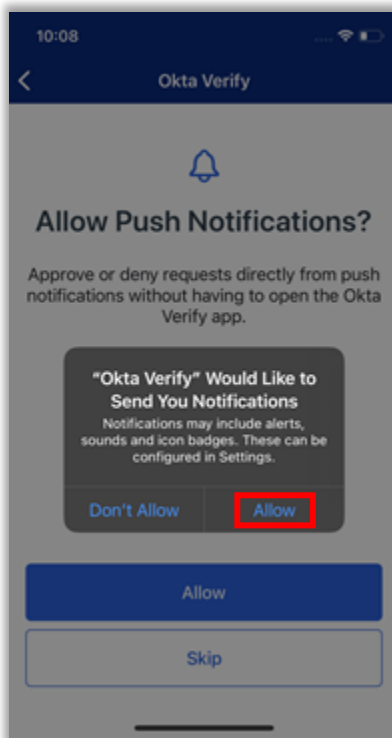 10:08
Okta Verify
Allow Push Notifications?
Approve or deny requests directly from push
notifications without having to open the Okta
Verify app.
"Okta Verify" Would Like to
Send You Notifications
Notifications may include alerts,
sounds and icon badges. These can be
configured in Settings.
Don't Allow
Allow
Allow
Skip